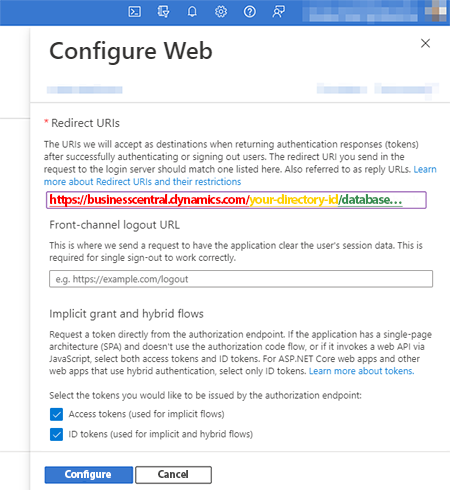 Configure Web
* Redirect URIs
The URIs we will accept as destinations when returning authentication responses (tokens)
after successfully authenticating or signing out users. The redirect URI you send in the
request to the login server should match one listed here. Also referred to as reply URLs. Learn
more about Redirect URIs and their restrictions
https://businesscentral.dynamics.com/your-directory-id/database...
Front-channel logout URL
This is where we send a request to have the application clear the user's session data. This is
required for single sign-out to work correctly.
e.g. https://example.com/logout
Implicit grant and hybrid flows
Request a token directly from the authorization endpoint. If the application has a single-page
architecture (SPA) and doesn't use the authorization code flow, or if it invokes a web API via
JavaScript, select both access tokens and ID tokens. For ASP.NET Core web apps and other
web apps that use hybrid authentication, select only ID tokens. Learn more about tokens.
Select the tokens you would like to be issued by the authorization endpoint:
Access tokens (used for implicit flows)
ID tokens (used for implicit and hybrid flows)
Configure
Cancel